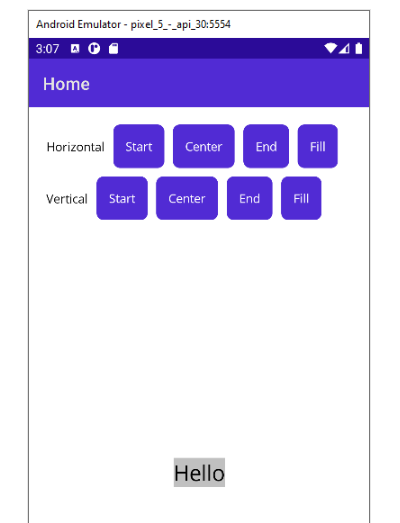 Android Emulator - pixel_5_-_api_30:5554
3:07
Home
Horizontal Start Center End Fill
Vertical Start Center End Fill
Hello